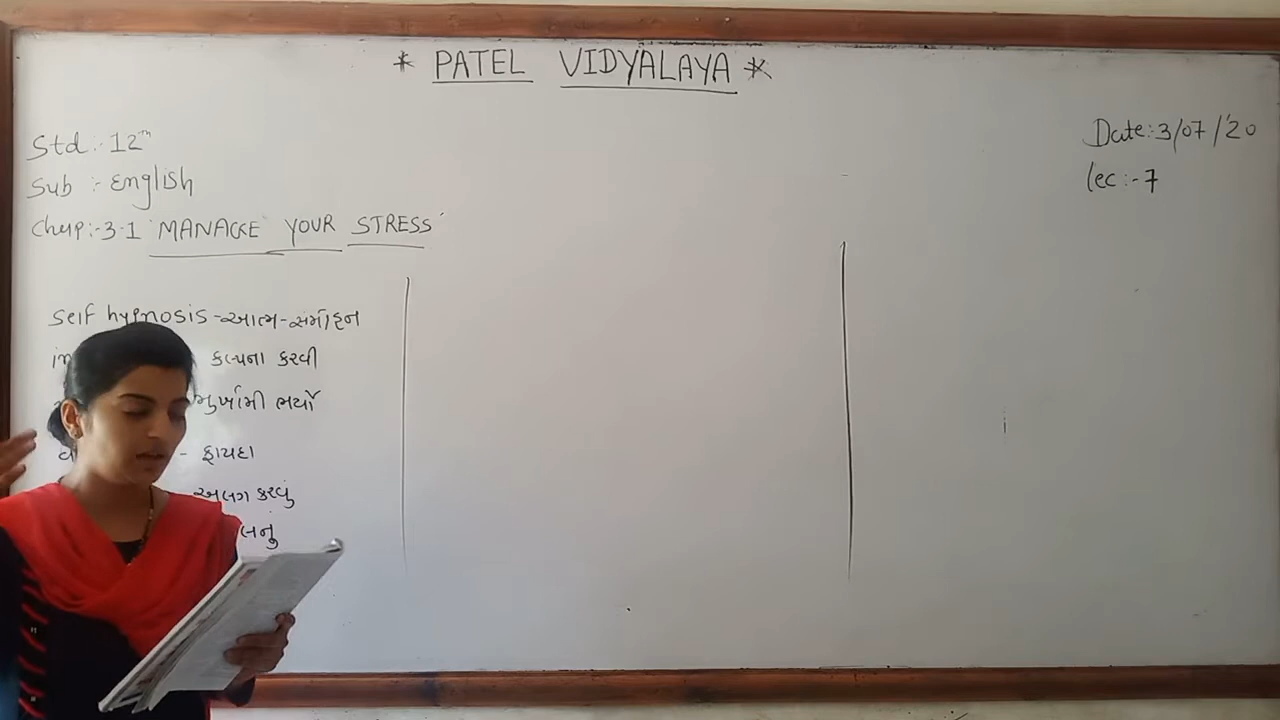 * PATEL VIDYALAYA *
Date:-3/07/'20
Std:-12th
lec:-7
Sub :- English
Chap:-3.1 'MANAGE YOUR STRESS'
Self hypnosis-આત્મ-સંમોહન
કલ્પના કરવી
મુર્ખામી ભર્યો
- ફાયદા
અલગ કરવું